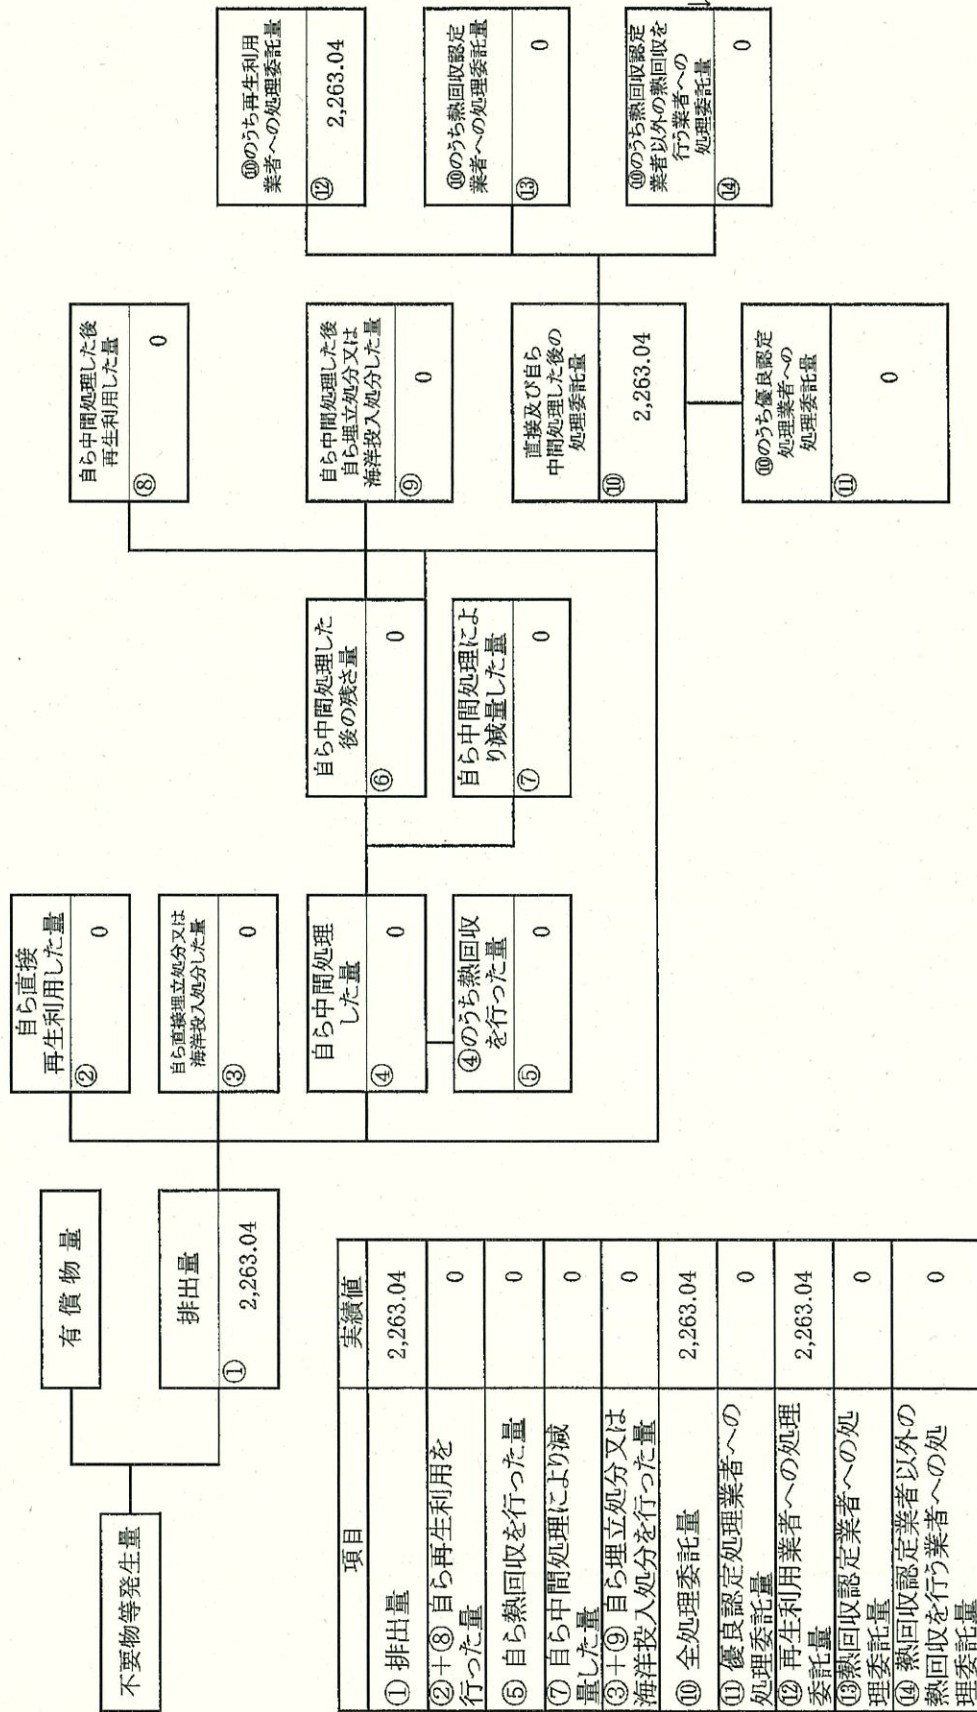 不要物等発生量
有償物量
排出量
① 2,263.04
自ら直接
再生利用した量
② 0
自ら直接埋立処分又は
海洋投入処分した量
③ 0
自ら中間処理
した量
④ 0
④のうち熱回収
を行った量
⑤ 0
自ら中間処理した
後の残さ量
⑥ 0
自ら中間処理によ
り減量した量
⑦ 0
自ら中間処理した後
再生利用した量
⑧ 0
自ら中間処理した後
自ら埋立処分又は
海洋投入処分した量
⑨ 0
直接及び自ら
中間処理した後の
処理委託量
⑩ 2,263.04
⑩のうち優良認定
処理業者への
処理委託量
⑪ 0
⑩のうち再生利用
業者への処理委託量
⑫ 2,263.04
⑩のうち熱回収認定
業者への処理委託量
⑬ 0
⑩のうち熱回収認定
業者以外の熱回収を
行う業者への
処理委託量
⑭ 0
項目 実績値
① 排出量 2,263.04
②+⑧ 自ら再生利用を
行った量 0
⑤ 自ら熱回収を行った量 0
⑦ 自ら中間処理により減
量した量 0
③+⑨ 自ら埋立処分又は
海洋投入処分を行った量 0
⑩ 全処理委託量 2,263.04
⑪ 優良認定処理業者への
処理委託量 0
⑫ 再生利用業者への処理
委託量 2,263.04
⑬熱回収認定業者への処
理委託量 0
⑭ 熱回収認定業者以外の
熱回収を行う業者への処
理委託量 0